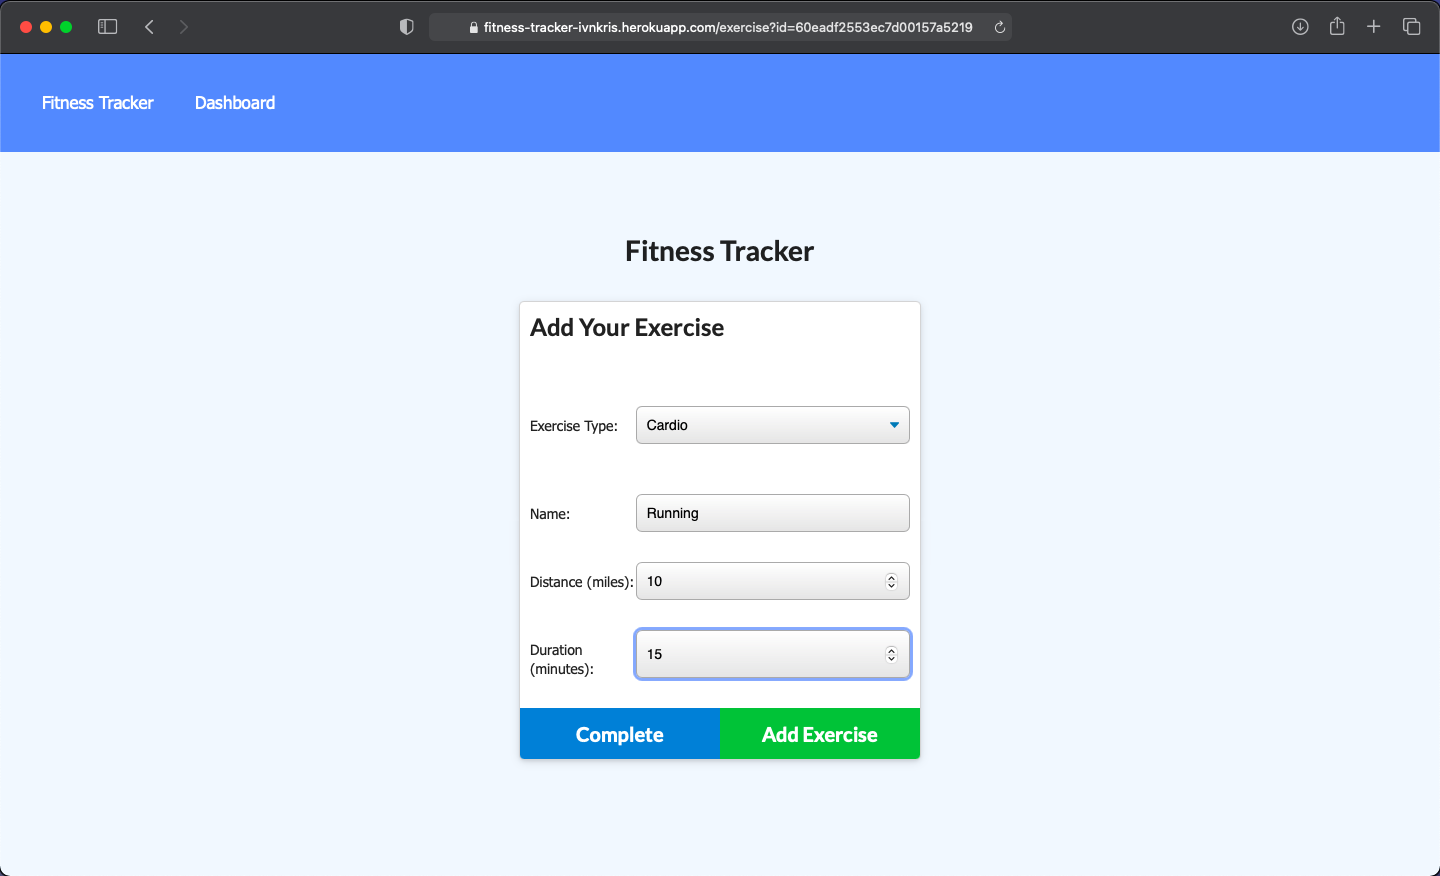 fitness-tracker-ivnkris.herokuapp.com/exercise?id=60eadf2553ec7d00157a5219
Fitness Tracker Dashboard
Fitness Tracker
Add Your Exercise
Exercise Type: Cardio
Name: Running
Distance (miles): 10
Duration (minutes): 15
Complete Add Exercise